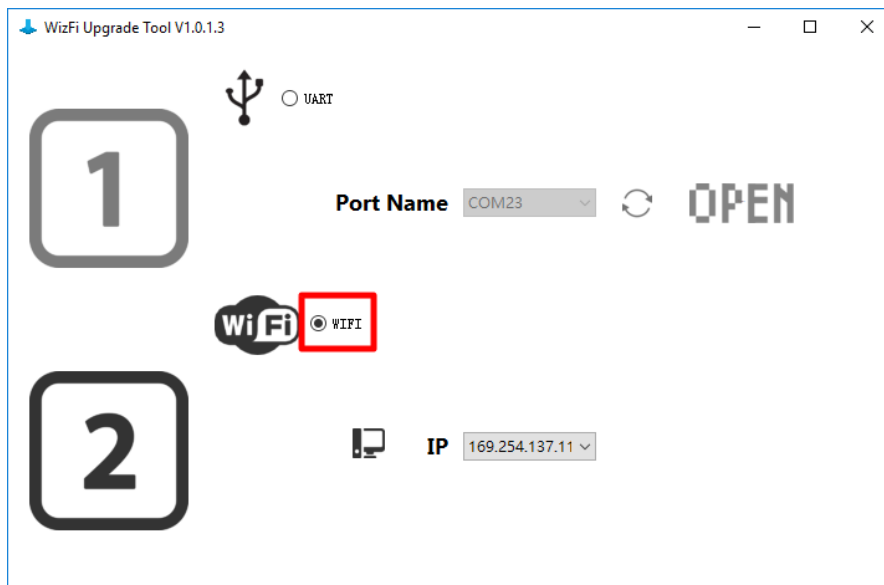 WizFi Upgrade Tool V1.0.1.3
UART
1
Port Name COM23 OPEN
WiFi WIFI
2
IP 169.254.137.11